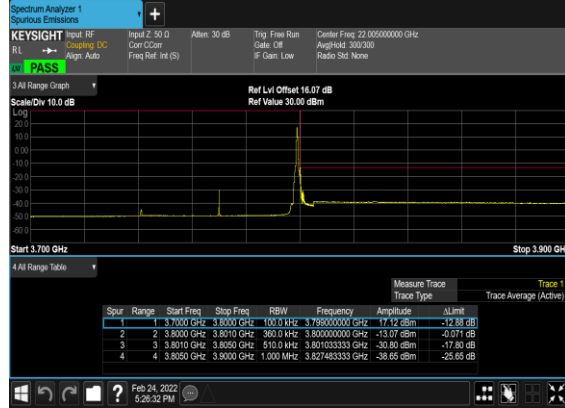 Spectrum Analyzer 1
Spurious Emissions
+
KEYSIGHT Input: RF Input Z: 50 Ω Atten: 30 dB Trig: Free Run Center Freq: 22.005000000 GHz
RL Coupling: DC Corr CCorr Gate: Off Avg|Hold: 300/300
Align: Auto Freq Ref: Int (S) IF Gain: Low Radio Std: None
PASS
3 All Range Graph
Ref Lvl Offset 16.07 dB
Scale/Div 10.0 dB Ref Value 30.00 dBm
Log
20.0
10.0
0.00
-10.0
-20.0
-30.0
-40.0
-50.0
-60.0
Start 3.700 GHz Stop 3.900 GH
4 All Range Table
Measure Trace Trace 1
Trace Type Trace Average (Active)
Spur Range Start Freq Stop Freq RBW Frequency Amplitude ΔLimit
1 1 3.7000 GHz 3.8000 GHz 100.0 kHz 3.799000000 GHz 17.12 dBm -12.88 dB
2 2 3.8000 GHz 3.8010 GHz 360.0 kHz 3.800000000 GHz -13.07 dBm -0.071 dB
3 3 3.8010 GHz 3.8050 GHz 510.0 kHz 3.801033333 GHz -30.80 dBm -17.80 dB
4 4 3.8050 GHz 3.9000 GHz 1.000 MHz 3.827483333 GHz -38.65 dBm -25.65 dB
? Feb 24, 2022
5:26:32 PM